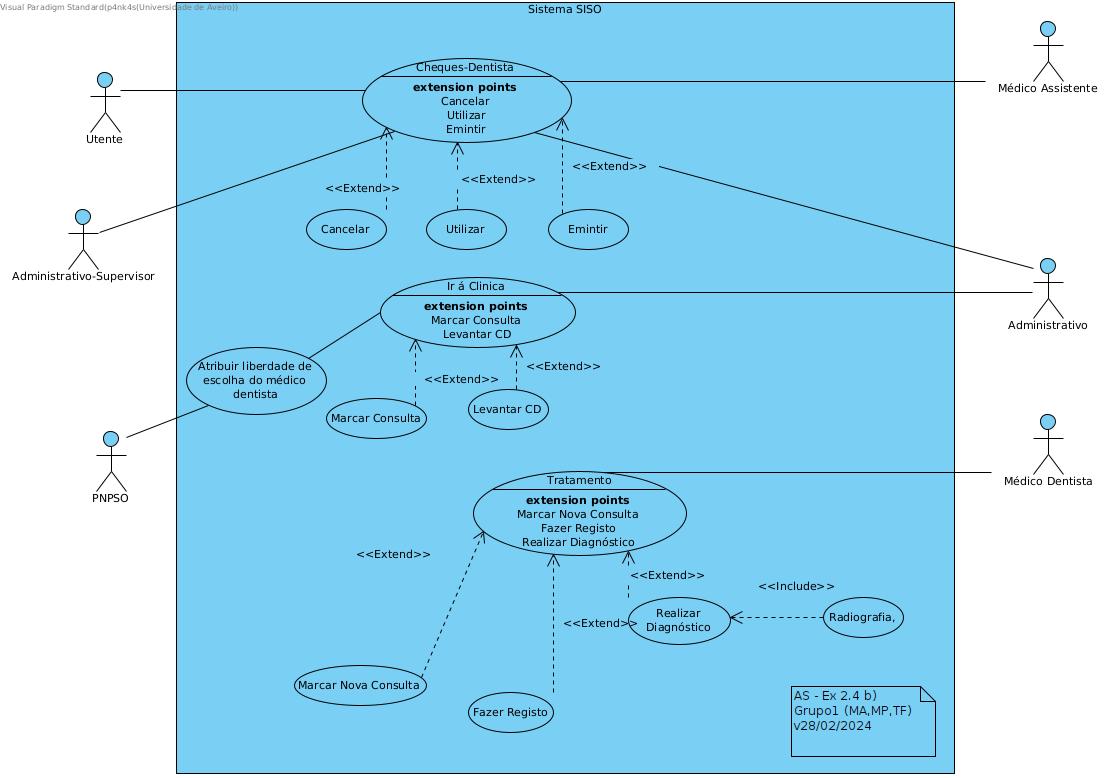 Visual Paradigm Standard(p4nk4s(Universidade de Aveiro))
Sistema SISO
Utente
Administrativo-Supervisor
PNPSO
Médico Assistente
Administrativo
Médico Dentista
Cheques-Dentista
extension points
Cancelar
Utilizar
Emintir
<<Extend>>
<<Extend>>
<<Extend>>
Cancelar
Utilizar
Emintir
Ir á Clinica
extension points
Marcar Consulta
Levantar CD
Atribuir liberdade de
escolha do médico
dentista
<<Extend>>
<<Extend>>
Marcar Consulta
Levantar CD
Tratamento
extension points
Marcar Nova Consulta
Fazer Registo
Realizar Diagnóstico
<<Extend>>
<<Extend>>
<<Extend>>
<<Include>>
Realizar
Diagnóstico
Radiografia,
Marcar Nova Consulta
Fazer Registo
AS - Ex 2.4 b)
Grupo1 (MA,MP,TF)
v28/02/2024